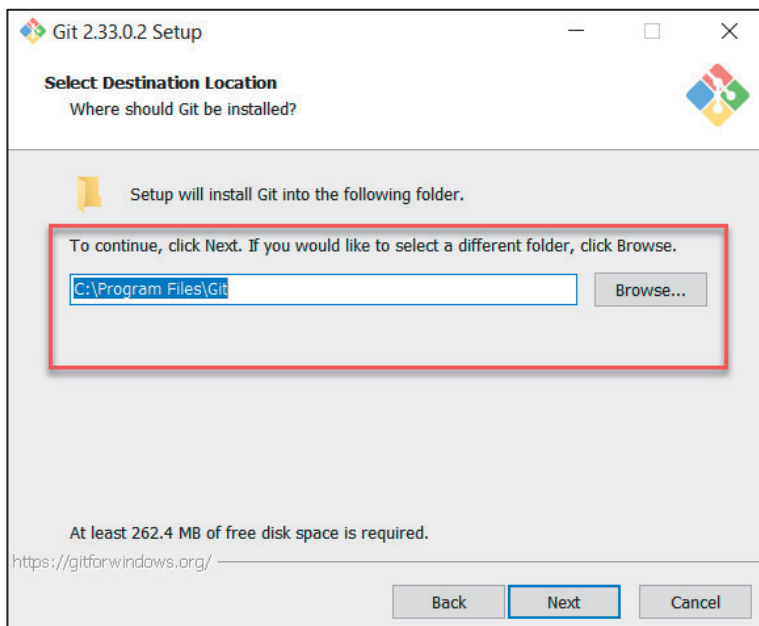 Git 2.33.0.2 Setup
Select Destination Location
Where should Git be installed?
Setup will install Git into the following folder.
To continue, click Next. If you would like to select a different folder, click Browse.
C:\Program Files\Git
Browse...
At least 262.4 MB of free disk space is required.
https://gitforwindows.org/
Back
Next
Cancel